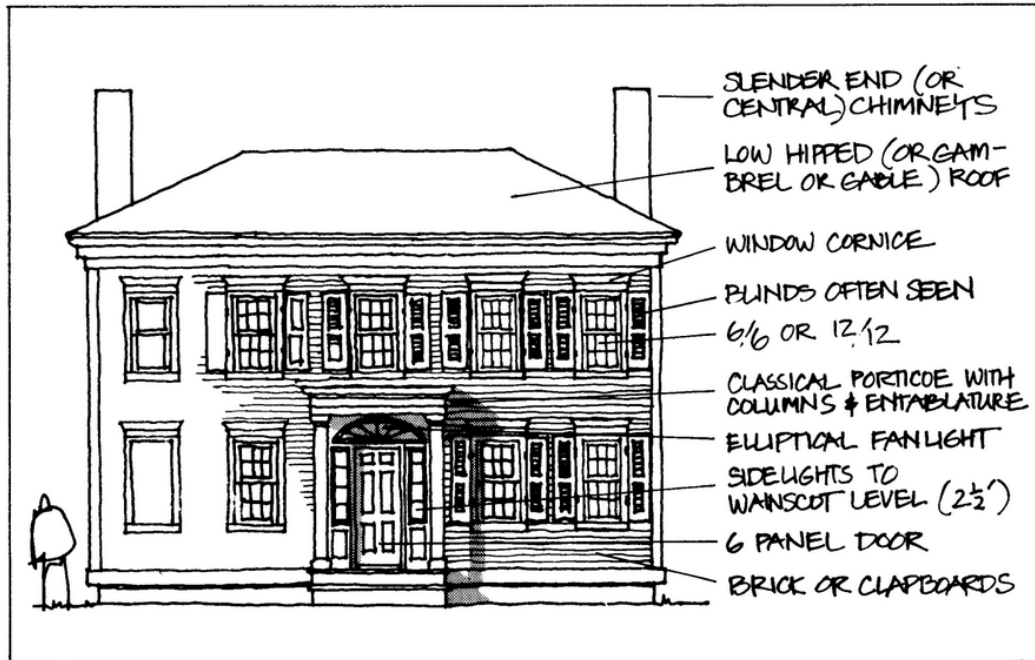 SLENDER END (OR
CENTRAL) CHIMNEYS
LOW HIPPED (OR GAM-
BREL OR GABLE) ROOF
WINDOW CORNICE
BLINDS OFTEN SEEN
6/6 OR 12/12
CLASSICAL PORTICOE WITH
COLUMNS & ENTABLATURE
ELLIPTICAL FANLIGHT
SIDELIGHTS TO
WAINSCOT LEVEL (2½')
6 PANEL DOOR
BRICK OR CLAPBOARDS